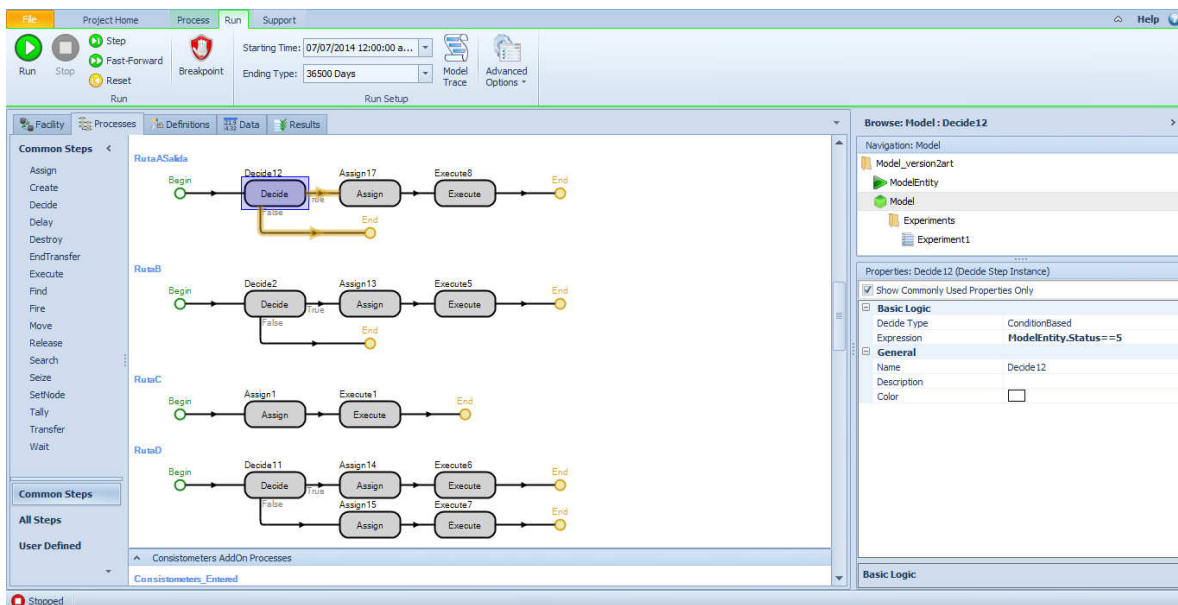 File Project Home Process Run Support Help
Run
Stop
Step
Fast-Forward
Reset
Run
Breakpoint
Starting Time: 07/07/2014 12:00:00 a...
Ending Type: 36500 Days
Model Trace
Advanced Options
Run Setup
Facility Processes Definitions Data Results
Common Steps
Assign
Create
Decide
Delay
Destroy
EndTransfer
Execute
Find
Fire
Move
Release
Search
Seize
SetNode
Tally
Transfer
Wait
Common Steps
All Steps
User Defined
RutaASalida
Begin Decide12 Assign17 Execute8 End
Decide True Assign Execute
False End
RutaB
Begin Decide2 Assign13 Execute5 End
Decide True Assign Execute
False End
RutaC
Begin Assign1 Execute1 End
Assign Execute
RutaD
Begin Decide11 Assign14 Execute6 End
Decide True Assign Execute
False Assign15 Execute7 End
Assign Execute
Consistometers AddOn Processes
Consistometers_Entered
Browse: Model : Decide12
Navigation: Model
Model_version2art
ModelEntity
Model
Experiments
Experiment1
Properties: Decide12 (Decide Step Instance)
Show Commonly Used Properties Only
Basic Logic
Decide Type ConditionBased
Expression ModelEntity.Status==5
General
Name Decide12
Description
Color
Basic Logic
Stopped